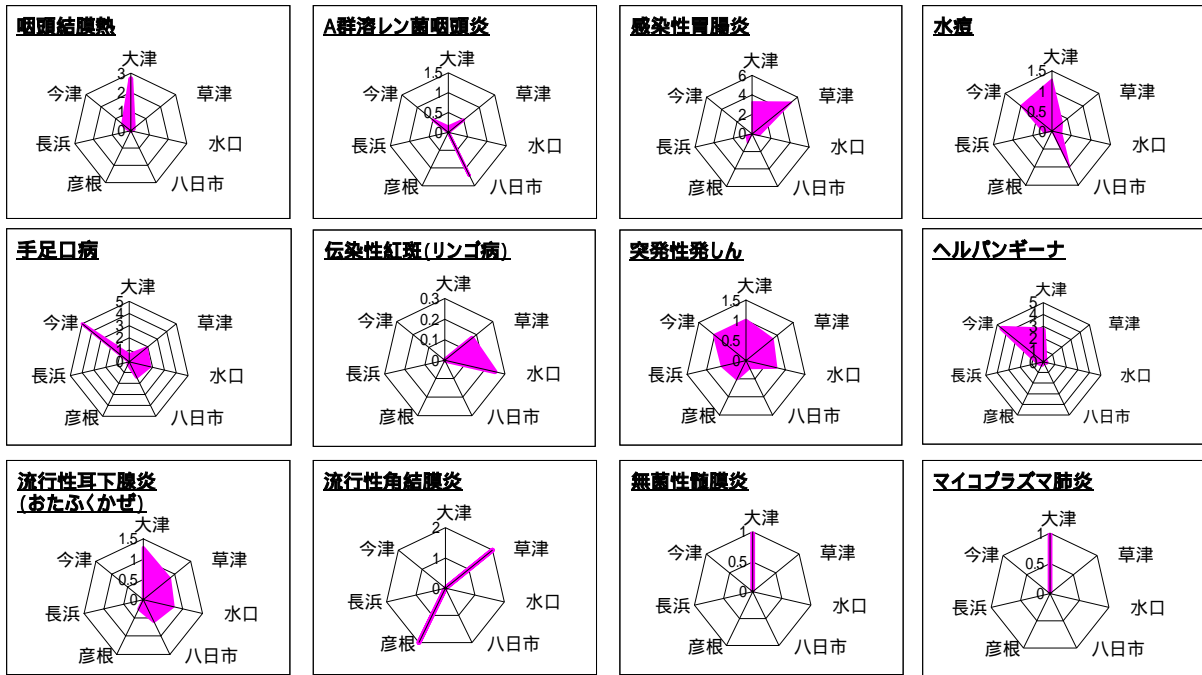 咽頭結膜熱
大津
草津
水口
八日市
彦根
長浜
今津
3
2
1
0
A群溶レン菌咽頭炎
大津
草津
水口
八日市
彦根
長浜
今津
1.5
1
0.5
0
感染性胃腸炎
大津
草津
水口
八日市
彦根
長浜
今津
6
4
2
0
水痘
大津
草津
水口
八日市
彦根
長浜
今津
1.5
1
0.5
0
手足口病
大津
草津
水口
八日市
彦根
長浜
今津
5
4
3
2
1
0
伝染性紅斑(リンゴ病)
大津
草津
水口
八日市
彦根
長浜
今津
0.3
0.2
0.1
0
突発性発しん
大津
草津
水口
八日市
彦根
長浜
今津
1.5
1
0.5
0
ヘルパンギーナ
大津
草津
水口
八日市
彦根
長浜
今津
5
4
3
2
1
0
流行性耳下腺炎
(おたふくかぜ)
大津
草津
水口
八日市
彦根
長浜
今津
1.5
1
0.5
0
流行性角結膜炎
大津
草津
水口
八日市
彦根
長浜
今津
2
1
0
無菌性髄膜炎
大津
草津
水口
八日市
彦根
長浜
今津
1
0.5
0
マイコプラズマ肺炎
大津
草津
水口
八日市
彦根
長浜
今津
1
0.5
0